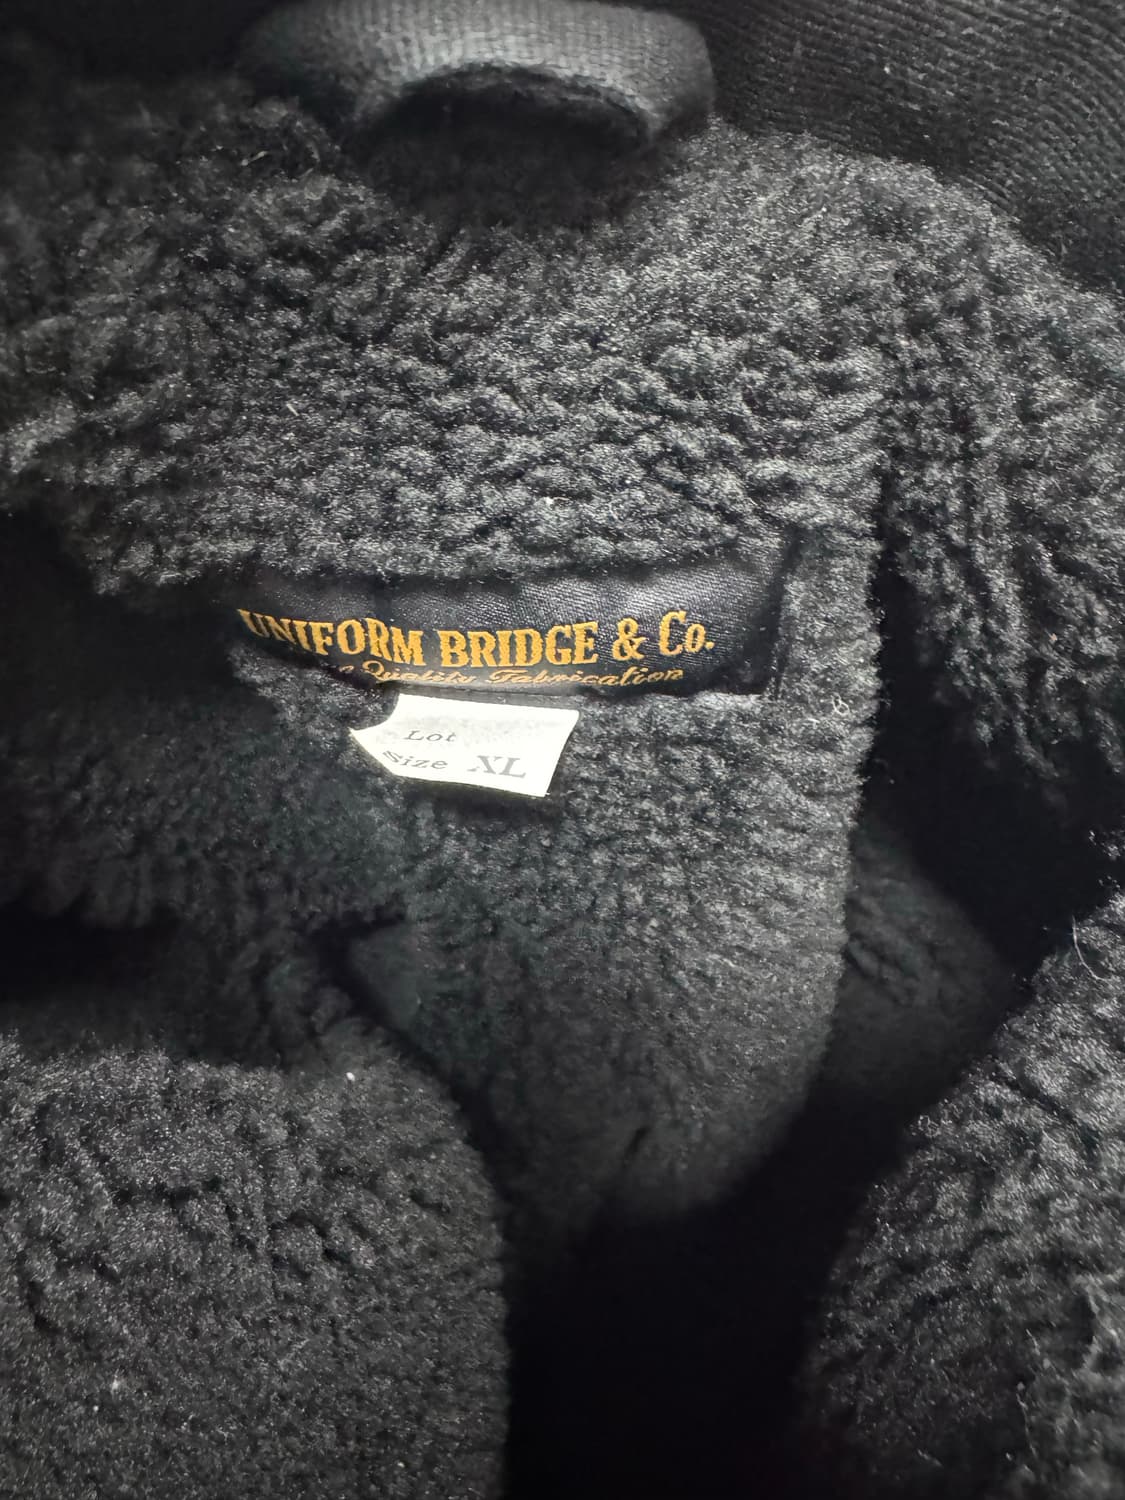 UNIFORM BRIDGE & Co.
Quality Fabrication
Lot
Size XL